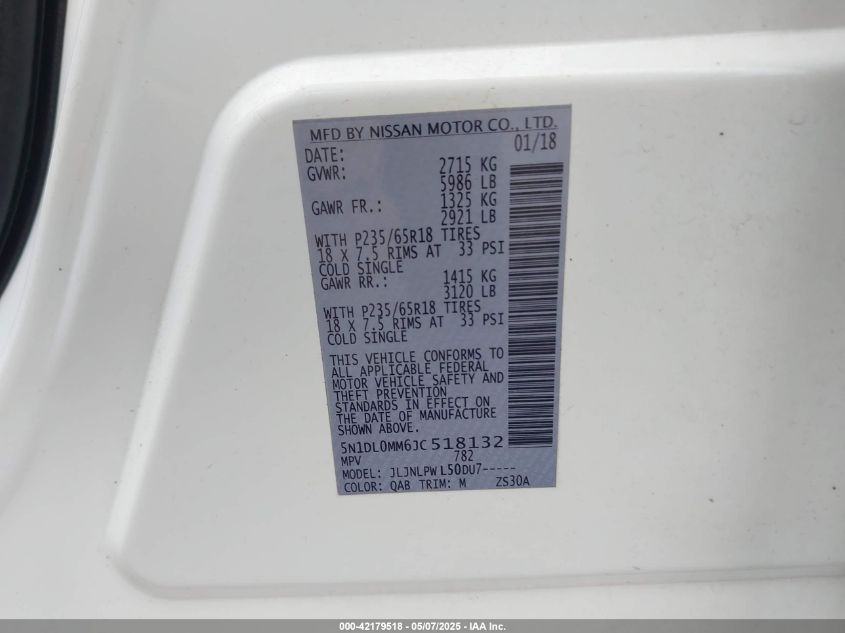 MFD BY NISSAN MOTOR CO., LTD.
DATE: 01/18
GVWR: 2715 KG
5986 LB
GAWR FR.: 1325 KG
2921 LB
WITH P235/65R18 TIRES
18 X 7.5 RIMS AT 33 PSI
COLD SINGLE
GAWR RR.: 1415 KG
3120 LB
WITH P235/65R18 TIRES
18 X 7.5 RIMS AT 33 PSI
COLD SINGLE
THIS VEHICLE CONFORMS TO
ALL APPLICABLE FEDERAL
MOTOR VEHICLE SAFETY AND
THEFT PREVENTION
STANDARDS IN EFFECT ON
THE DATE OF MANUFACTURE
SHOWN ABOVE.
5N1DL0MM6JC518132
MPV 782
MODEL: JLJNLPWL50DU7-----
COLOR: QAB TRIM: M ZS30A
000-42179518 - 05/07/2025 - IAA Inc.